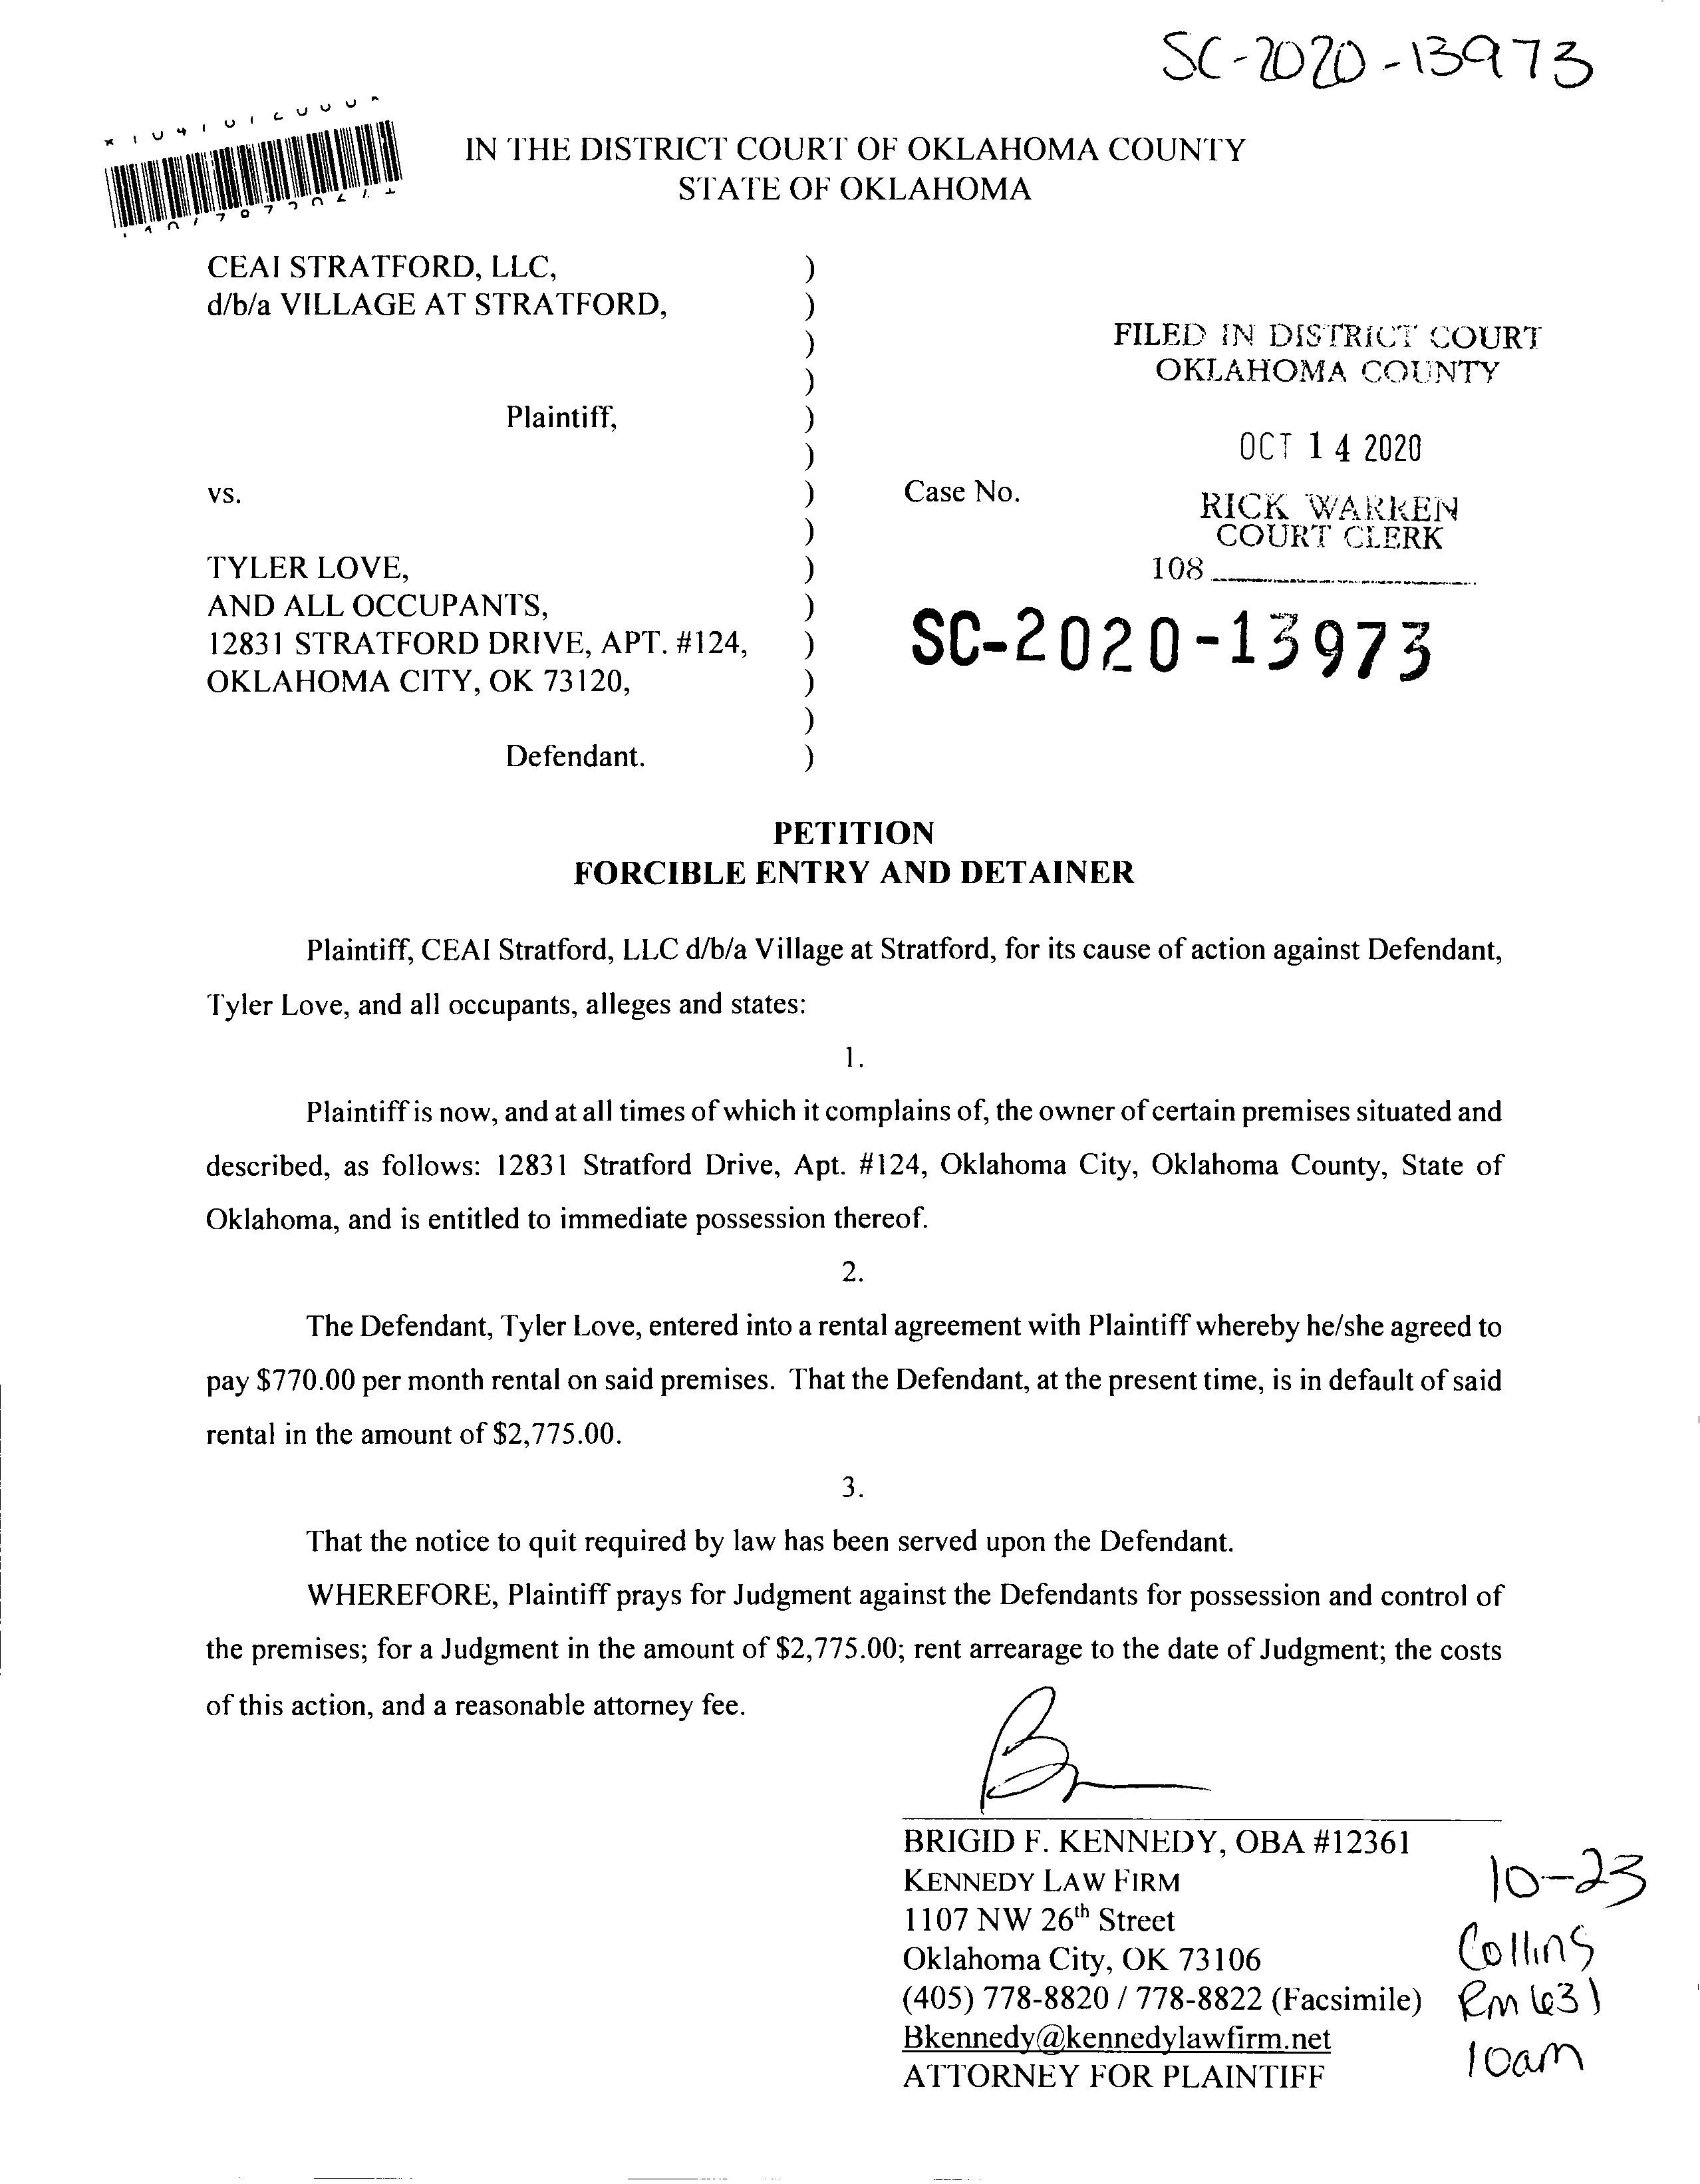 SC-2020-13973
IN THE DISTRICT COURT OF OKLAHOMA COUNTY
STATE OF OKLAHOMA
CEAI STRATFORD, LLC, )
d/b/a VILLAGE AT STRATFORD, )
)
)
Plaintiff, )
)
vs. )
)
TYLER LOVE, )
AND ALL OCCUPANTS, )
12831 STRATFORD DRIVE, APT. #124, )
OKLAHOMA CITY, OK 73120, )
)
Defendant. )
FILED IN DISTRICT COURT
OKLAHOMA COUNTY
OCT 14 2020
Case No.
RICK WARREN
COURT CLERK
108
SC-2020-13973
PETITION
FORCIBLE ENTRY AND DETAINER
Plaintiff, CEAI Stratford, LLC d/b/a Village at Stratford, for its cause of action against Defendant,
Tyler Love, and all occupants, alleges and states:
1.
Plaintiff is now, and at all times of which it complains of, the owner of certain premises situated and
described, as follows: 12831 Stratford Drive, Apt. #124, Oklahoma City, Oklahoma County, State of
Oklahoma, and is entitled to immediate possession thereof.
2.
The Defendant, Tyler Love, entered into a rental agreement with Plaintiff whereby he/she agreed to
pay $770.00 per month rental on said premises. That the Defendant, at the present time, is in default of said
rental in the amount of $2,775.00.
3.
That the notice to quit required by law has been served upon the Defendant.
WHEREFORE, Plaintiff prays for Judgment against the Defendants for possession and control of
the premises; for a Judgment in the amount of $2,775.00; rent arrearage to the date of Judgment; the costs
of this action, and a reasonable attorney fee.
BRIGID F. KENNEDY, OBA #12361
KENNEDY LAW FIRM
1107 NW 26th Street
Oklahoma City, OK 73106
(405) 778-8820 / 778-8822 (Facsimile)
Bkennedy@kennedylawfirm.net
ATTORNEY FOR PLAINTIFF
10-23
Collins
Rm 631
10am